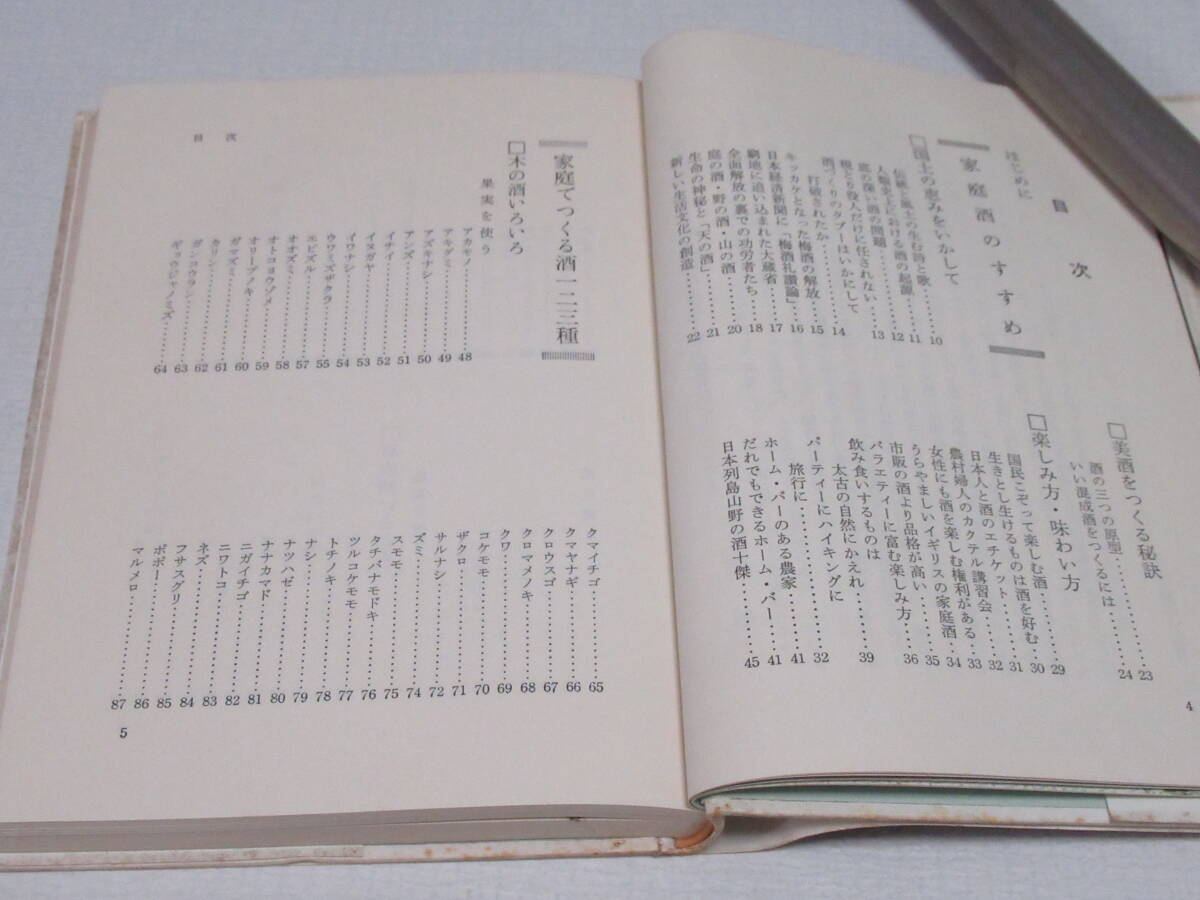 はじめに
目次
家庭酒のすすめ
□国土の恵みをいかして
伝統と風土の生む詩と歌………10
人類史上における酒の起源………11
底の深い酒の問題………12
税とり役人だけに任されない………13
酒づくりのタブーはいかにして
打破されたか………14
キッカケとなった梅酒の解放………15
日本経済新聞に「梅酒礼讃論」………16
窮地に追い込まれた大蔵省………17
全面解放の裏での功労者たち………18
庭の酒・野の酒・山の酒………20
生命の神秘と「天の酒」………21
新しい生活文化の創造………22
□美酒をつくる秘訣
酒の三つの原型………23
いい混成酒をつくるには………24
□楽しみ方・味わい方
国民こぞって楽しむ酒………29
生きとし生けるものは酒を好む………30
日本人と酒のエチケット………31
農村婦人のカクテル講習会………32
女性にも酒を楽しむ権利がある………33
うらやましいイギリスの家庭酒………34
市販の酒より品格が高い………35
バラエティーに富む楽しみ方………36
飲み食いするものは
太古の自然にかえれ………39
パーティーにハイキングに………32
旅行に………41
ホーム・バーのある農家………41
だれでもできるホーム・バー
日本列島山野の酒十傑………45
4
目次
家庭でつくる酒一二三種
□木の酒いろいろ
果実を使う
アカモノ………48
アキグミ………49
アズキナシ………50
アンズ………51
イチイ………52
イヌガヤ………53
イワナシ………54
ウワミズザクラ………55
エビズル………57
オオズミ………58
オトコヨウゾメ………59
オリーブノキ………60
ガマズミ………61
カリン………62
ガンコウラン………63
ギョウジャノミズ………64
クマイチゴ………65
クマヤナギ………66
クロウスゴ………67
クロマメノキ………68
クワ………69
コケモモ………70
ザクロ………71
サルナシ………72
ズミ………74
スモモ………75
タチバナモドキ………76
ツルコケモモ………77
トチノキ………78
ナシ………79
ナツハゼ………80
ナナカマド………81
ニガイチゴ………82
ニワトコ………83
ネズ………84
フサスグリ………85
ポポー………86
マルメロ………87
5